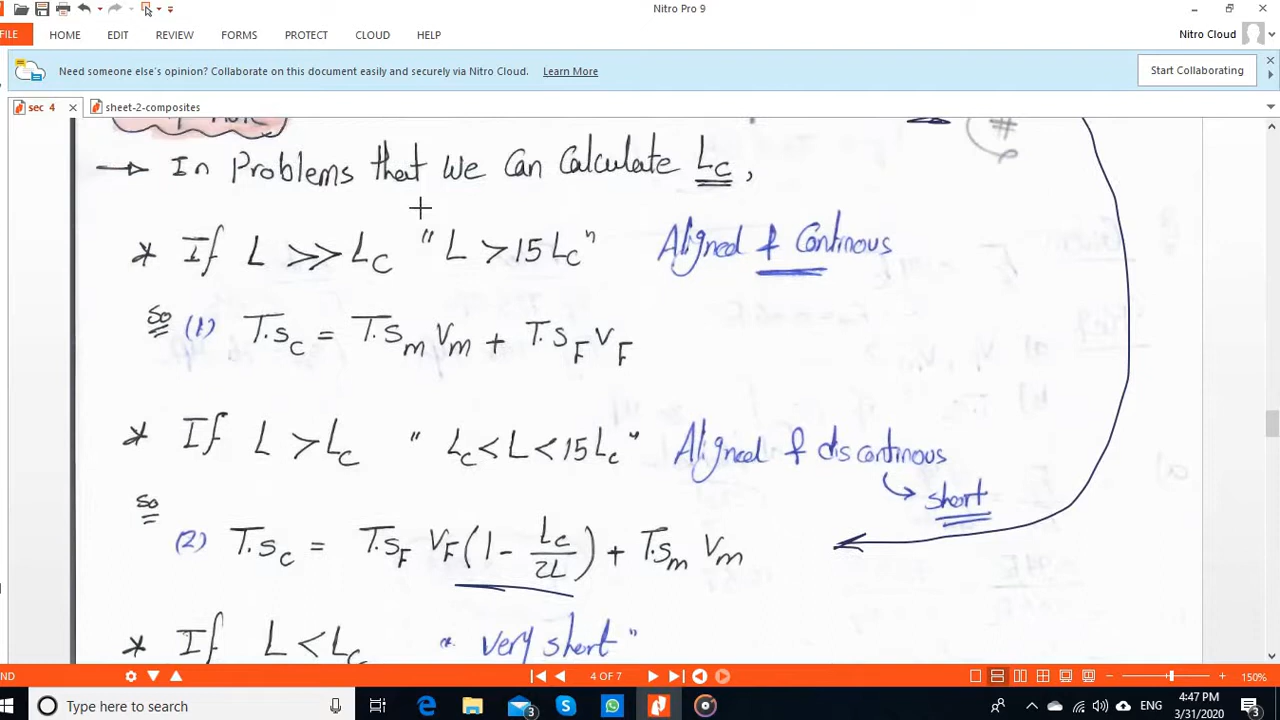 Nitro Pro 9
FILE HOME EDIT REVIEW FORMS PROTECT CLOUD HELP Nitro Cloud
Need someone else's opinion? Collaborate on this document easily and securely via Nitro Cloud. Learn More Start Collaborating
sec 4 × sheet-2-composites
#
→ In Problems that we Can Calculate Lc,
* If L >> Lc "L > 15 Lc" Aligned & Continous
So (1) T.Sc = T.Sm Vm + T.SF VF
* If L > Lc " Lc < L < 15 Lc" Aligned & discontinous
↳ short
So
(2) T.Sc = T.SF VF (1 - Lc/2L) + T.Sm Vm
* If L < Lc " very short "
ND 4 OF 7 150%
Type here to search 3 ENG 4:47 PM
3/31/2020 3